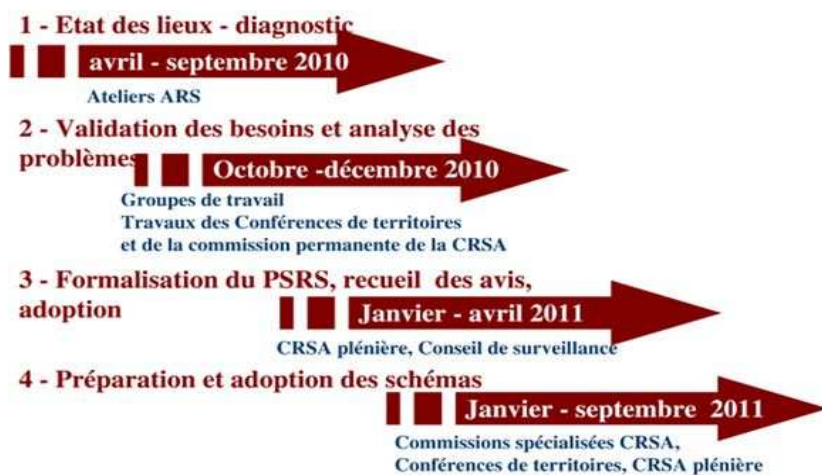 1 - Etat des lieux - diagnostic
avril - septembre 2010
Ateliers ARS
2 - Validation des besoins et analyse des
problèmes
Octobre -décembre 2010
Groupes de travail
Travaux des Conférences de territoires
et de la commission permanente de la CRSA
3 - Formalisation du PSRS, recueil des avis,
adoption
Janvier - avril 2011
CRSA plénière, Conseil de surveillance
4 - Préparation et adoption des schémas
Janvier - septembre 2011
Commissions spécialisées CRSA,
Conférences de territoires, CRSA plénière